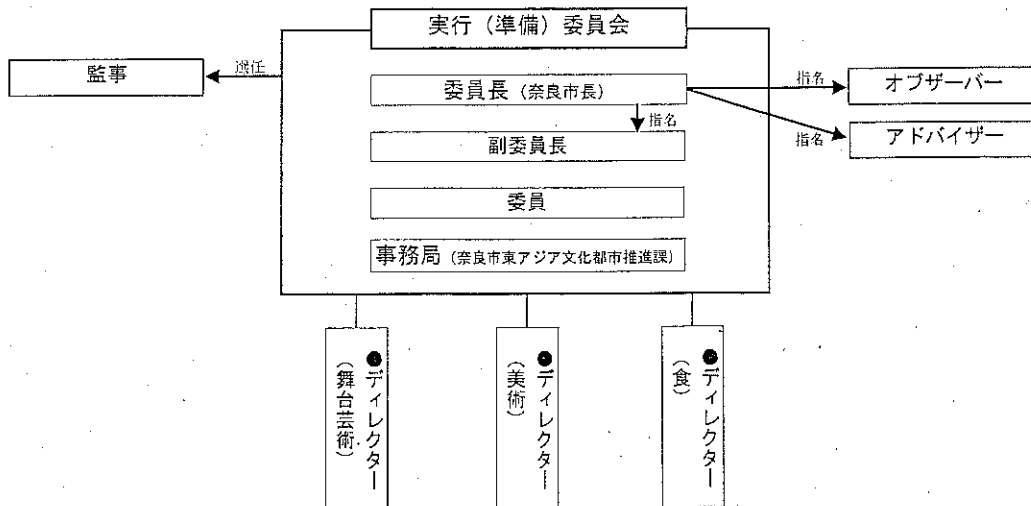 実行（準備）委員会
監事
選任
委員長（奈良市長）
指名
オブザーバー
指名
指名
アドバイザー
副委員長
委員
事務局（奈良市東アジア文化都市推進課）
●ディレクター
（舞台芸術）
●ディレクター
（美術）
●ディレクター
（食）